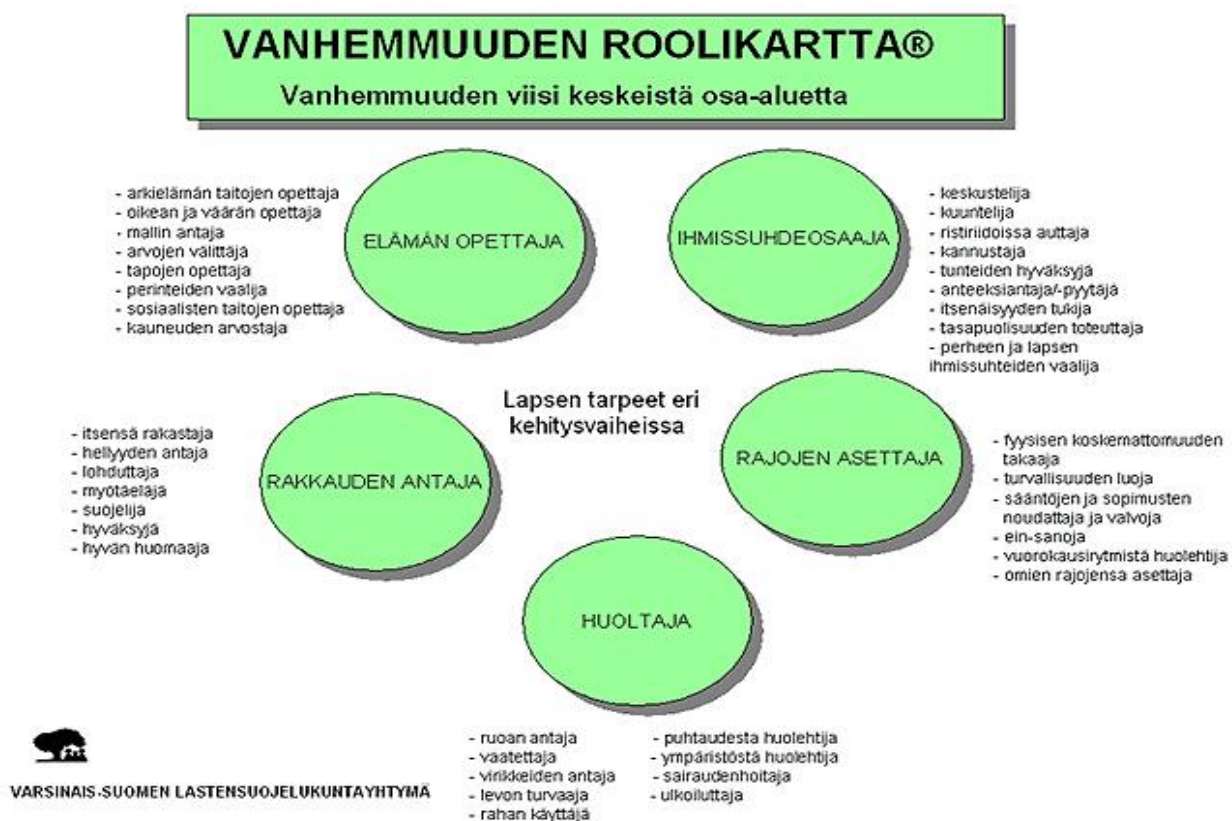 VANHEMMUUDEN ROOLIKARTTA®
Vanhemmuuden viisi keskeistä osa-aluetta
- arkielämän taitojen opettaja
- oikean ja väärän opettaja
- mallin antaja
- arvojen välittäjä
- tapojen opettaja
- perinteiden vaalija
- sosiaalisten taitojen opettaja
- kauneuden arvostaja
ELÄMÄN OPETTAJA
IHMISSUHDEOSAAJA
- keskustelija
- kuuntelija
- ristiriidoissa auttaja
- kannustaja
- tunteiden hyväksyjä
- anteeksiantaja/-pyytäjä
- itsenäisyyden tukija
- tasapuolisuuden toteuttaja
- perheen ja lapsen
ihmissuhteiden vaalija
Lapsen tarpeet eri
kehitysvaiheissa
- itsensä rakastaja
- hellyyden antaja
- lohduttaja
- myötäeläjä
- suojelija
- hyväksyjä
- hyvän huomaaja
RAKKAUDEN ANTAJA
RAJOJEN ASETTAJA
- fyysisen koskemattomuuden
takaaja
- turvallisuuden luoja
- sääntöjen ja sopimusten
noudattaja ja valvoja
- ein-sanoja
- vuorokausirytmistä huolehtija
- omien rajojensa asettaja
HUOLTAJA
- ruoan antaja
- vaatettaja
- virikkeiden antaja
- levon turvaaja
- rahan käyttäjä
- puhtaudesta huolehtija
- ympäristöstä huolehtija
- sairaudenhoitaja
- ulkoiluttaja
VARSINAIS-SUOMEN LASTENSUOJELUKUNTAYHTYMÄ